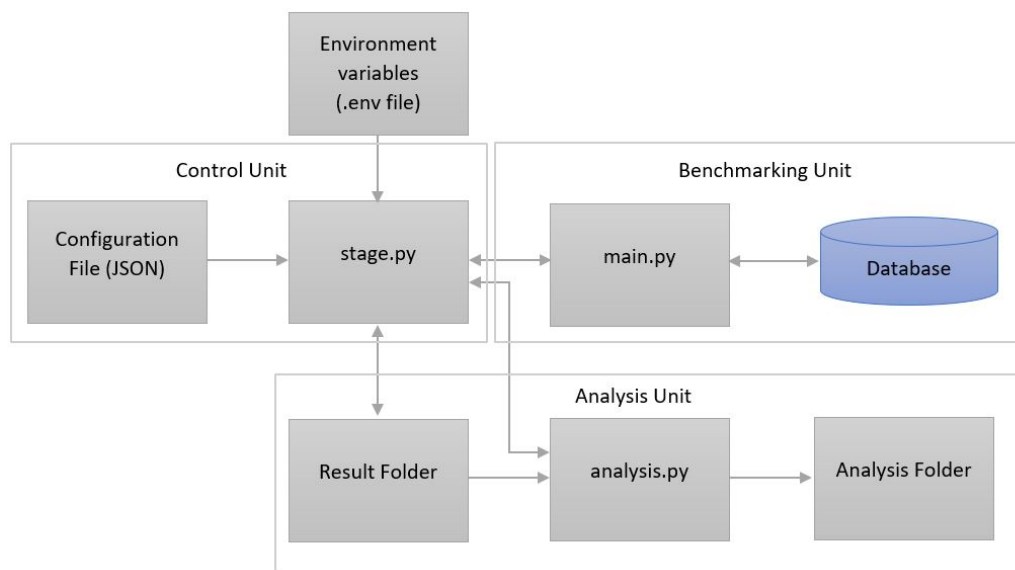 Environment
variables
(.env file)
Control Unit
Benchmarking Unit
Configuration
File (JSON)
stage.py
main.py
Database
Analysis Unit
Result Folder
analysis.py
Analysis Folder